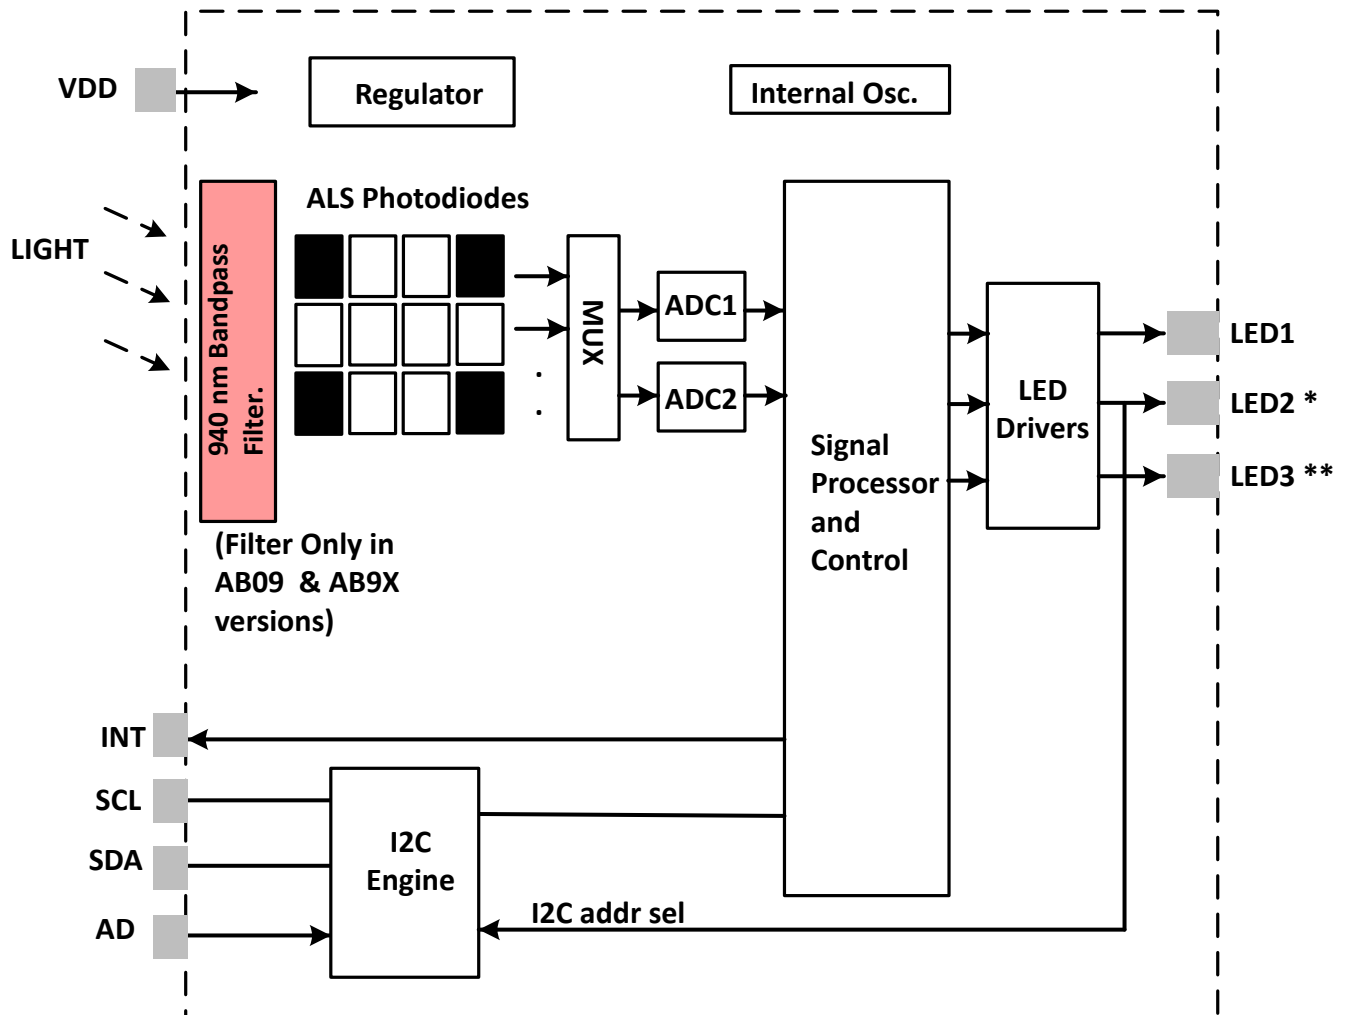 VDD
Regulator
Internal Osc.
LIGHT
940 nm Bandpass
Filter.
ALS Photodiodes
MUX
ADC1
ADC2
Signal
Processor
and
Control
LED
Drivers
LED1
LED2 *
LED3 **
(Filter Only in
AB09 & AB9X
versions)
INT
SCL
SDA
AD
I2C
Engine
I2C addr sel